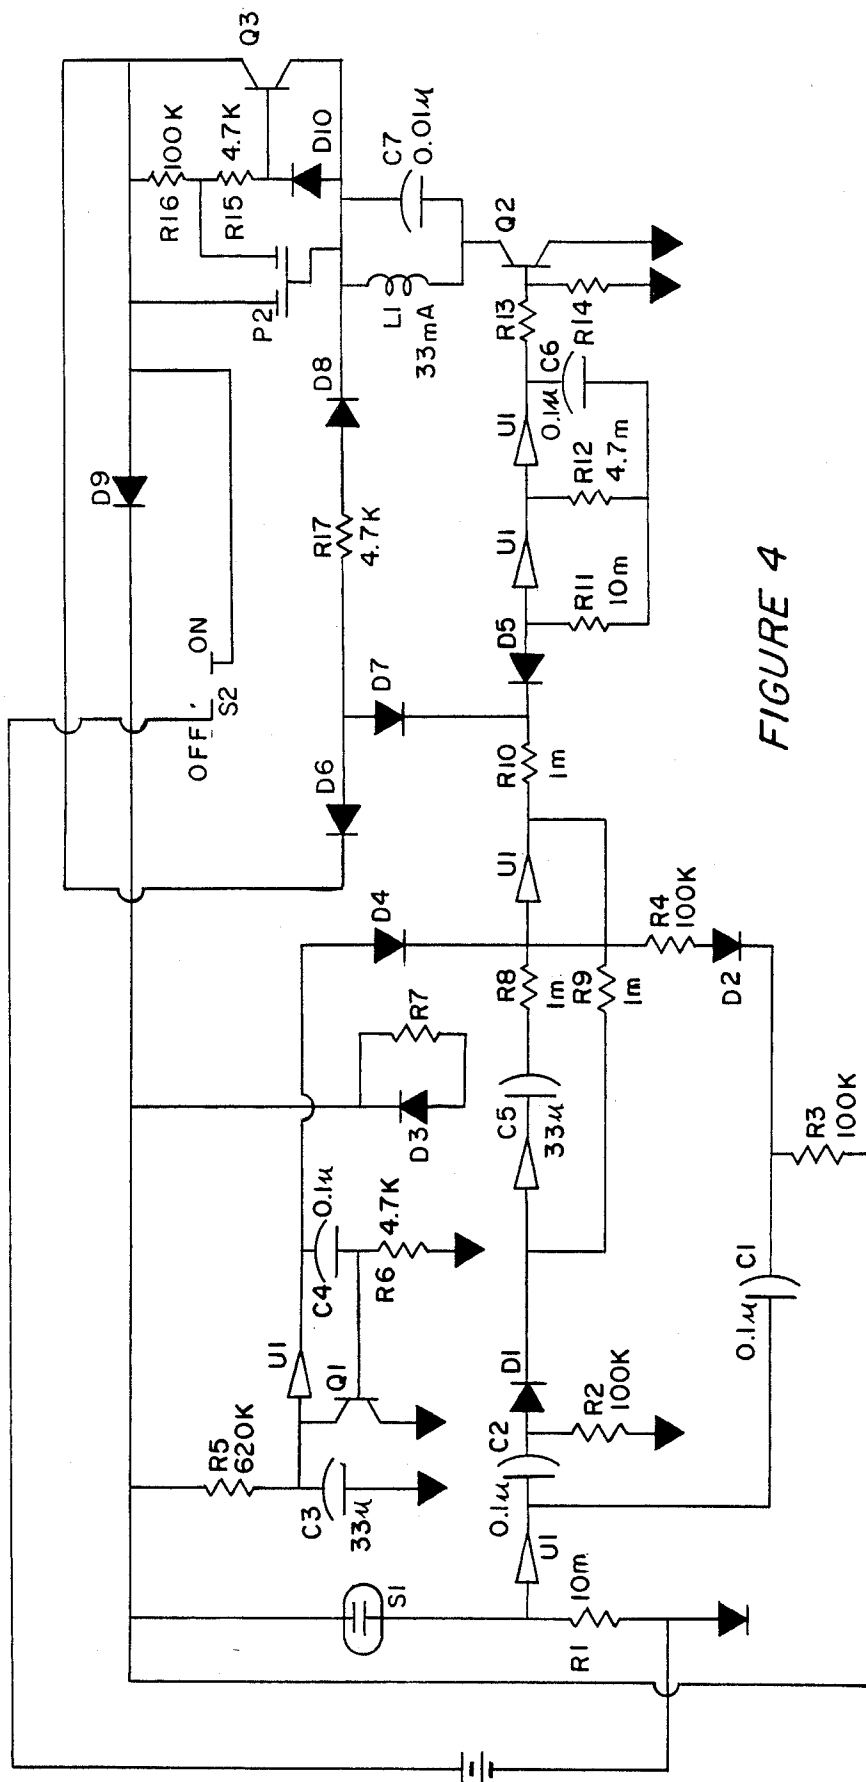 Q3
R16
100K
R15
4.7K
D10
P2
C7
0.01µ
L1
33mA
Q2
D9
OFF
ON
S2
D8
R17
4.7K
D7
D6
R13
R14
C6
0.1µ
U1
R12
4.7m
U1
R11
10m
D5
R10
1m
U1
D4
R8
1m
R9
1m
R4
100K
D2
R7
D3
C5
33µ
R3
100K
C4
0.1µ
R6
4.7K
U1
Q1
R5
620K
C3
33µ
D1
R2
100K
C2
0.1µ
C1
0.1µ
U1
S1
R1
10m
FIGURE 4